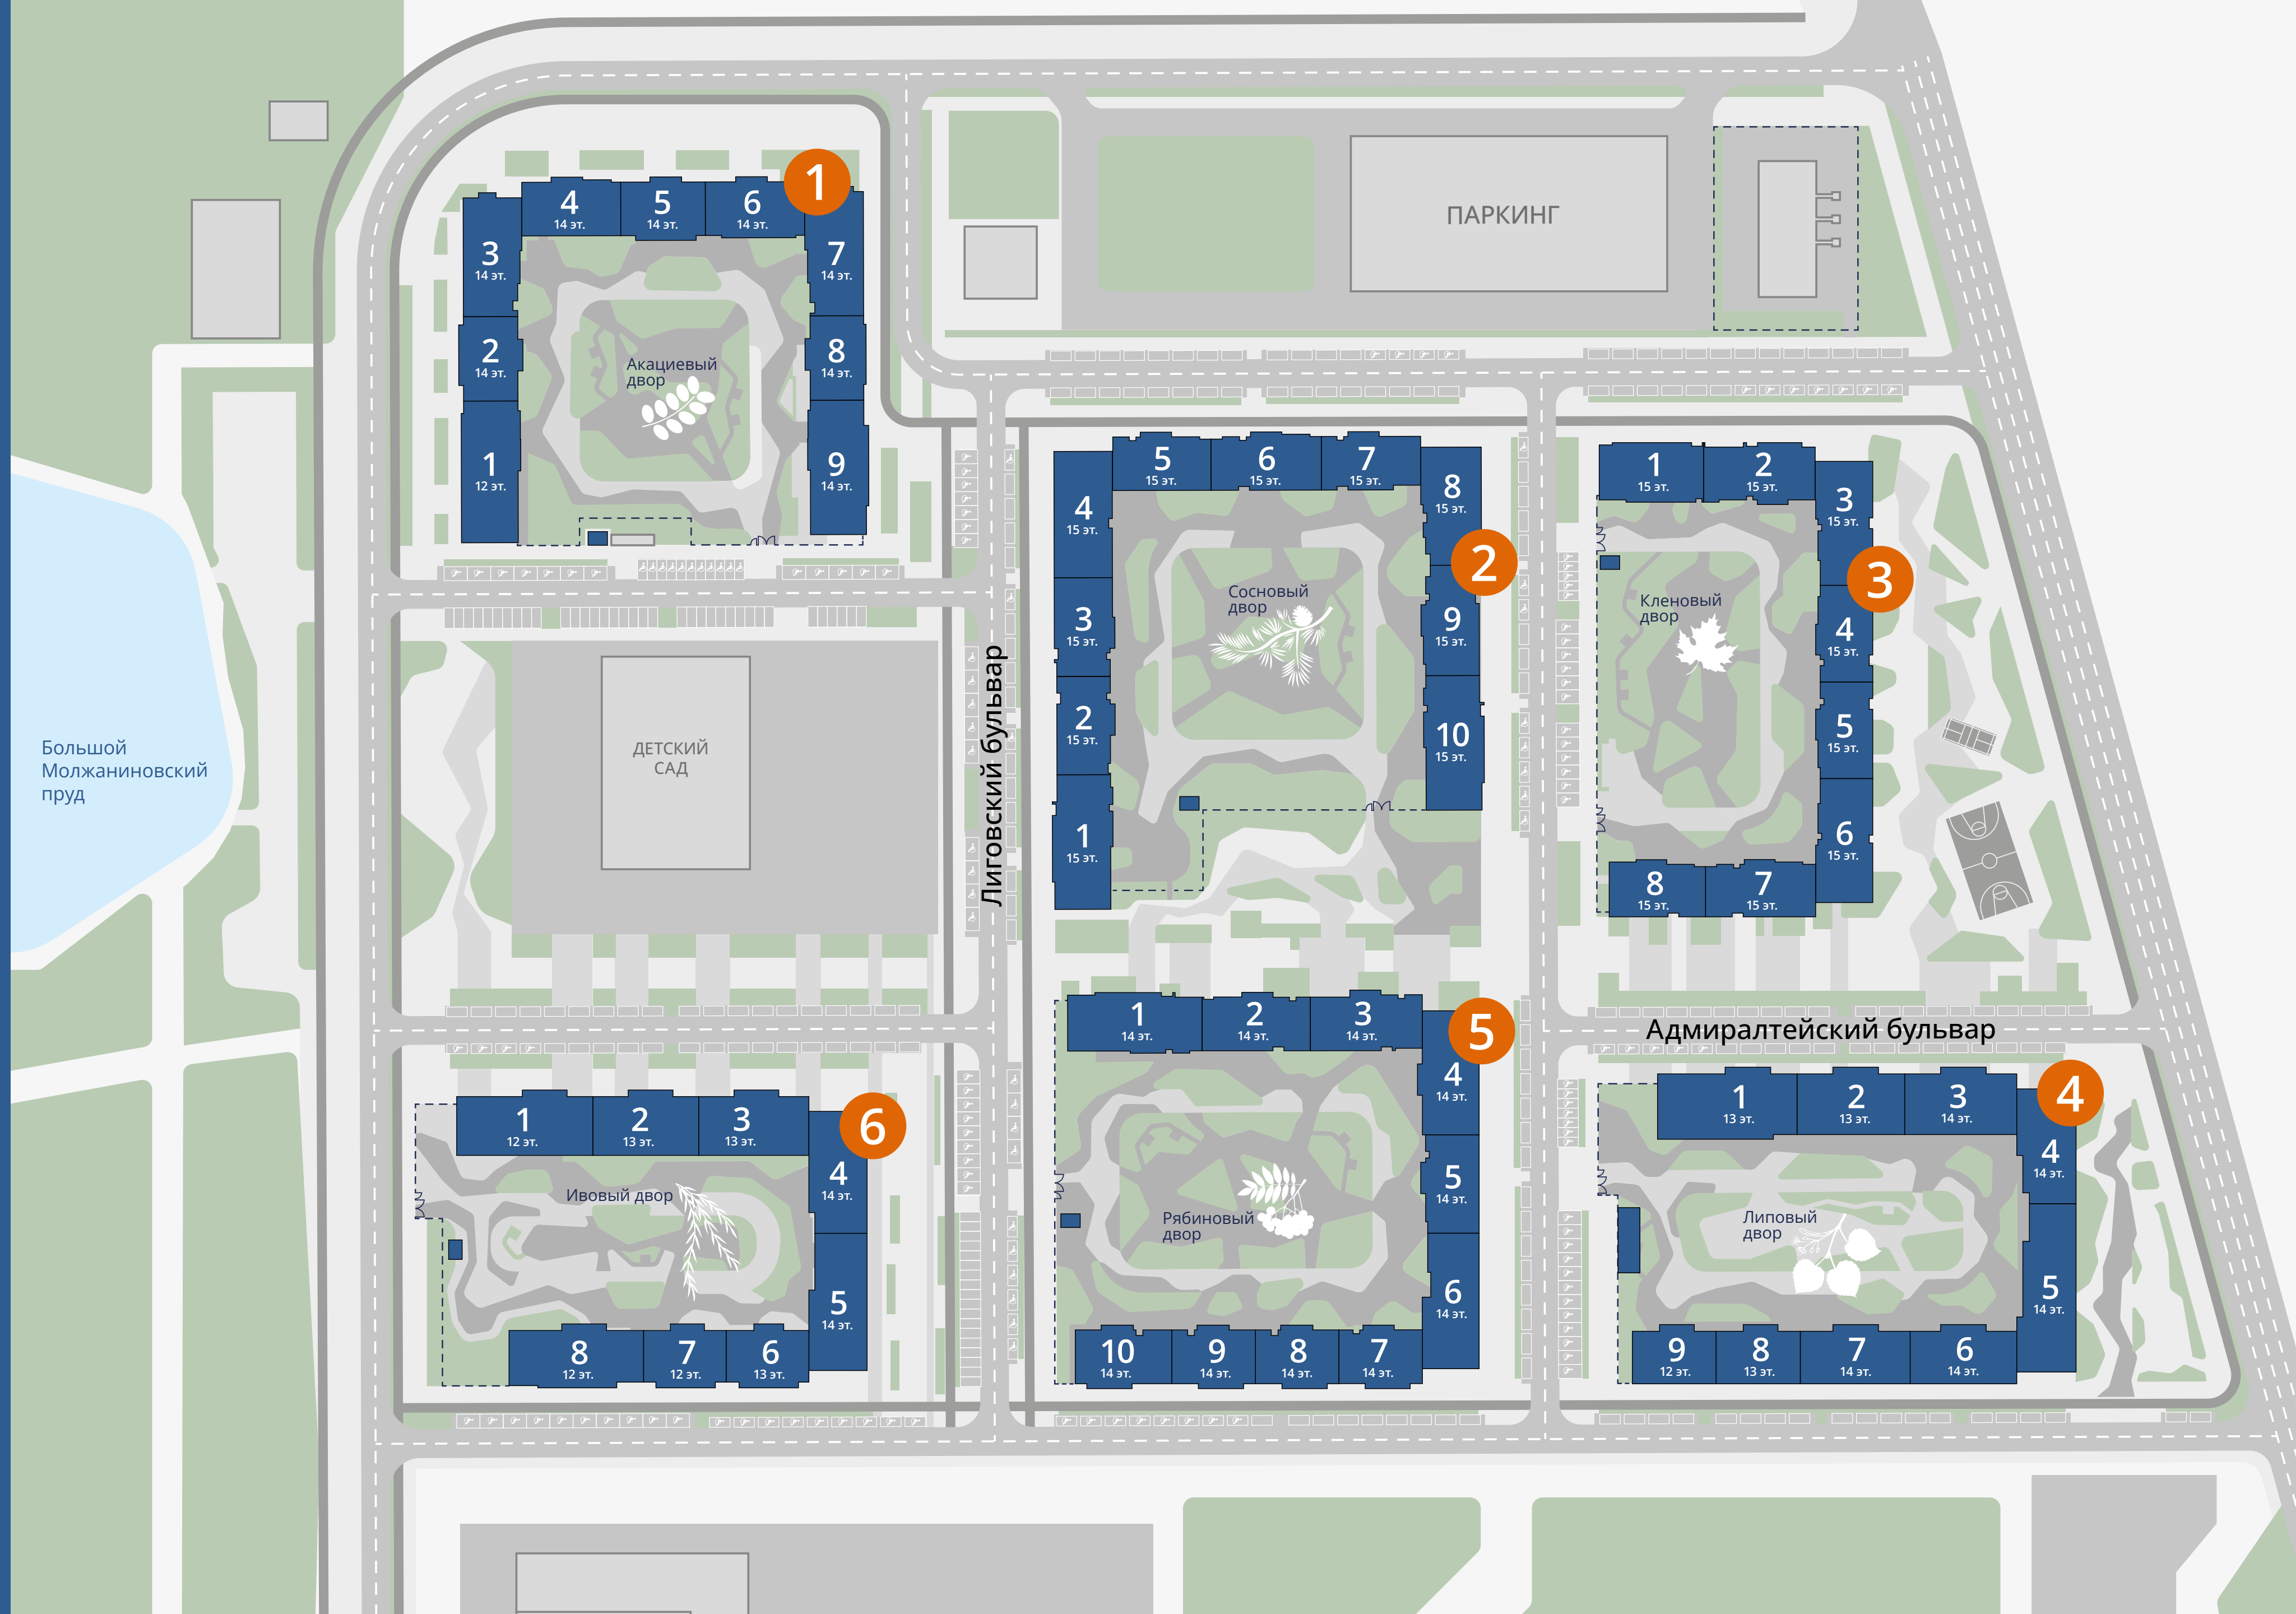 1
4
14 эт.
5
14 эт.
6
14 эт.
3
14 эт.
7
14 эт.
2
14 эт.
8
14 эт.
1
12 эт.
9
14 эт.
Акациевый
двор
ПАРКИНГ
2
5
15 эт.
6
15 эт.
7
15 эт.
4
15 эт.
8
15 эт.
3
15 эт.
9
15 эт.
2
15 эт.
10
15 эт.
1
15 эт.
Сосновый
двор
3
1
15 эт.
2
15 эт.
3
15 эт.
4
15 эт.
5
15 эт.
6
15 эт.
8
15 эт.
7
15 эт.
Кленовый
двор
Большой
Молжаниновский
пруд
ДЕТСКИЙ
САД
Лиговский бульвар
Адмиралтейский бульвар
6
1
12 эт.
2
13 эт.
3
13 эт.
4
14 эт.
5
14 эт.
8
12 эт.
7
12 эт.
6
13 эт.
Ивовый двор
5
1
14 эт.
2
14 эт.
3
14 эт.
4
14 эт.
5
14 эт.
6
14 эт.
10
14 эт.
9
14 эт.
8
14 эт.
7
14 эт.
Рябиновый
двор
4
1
13 эт.
2
13 эт.
3
14 эт.
4
14 эт.
5
14 эт.
9
12 эт.
8
13 эт.
7
14 эт.
6
14 эт.
Липовый
двор